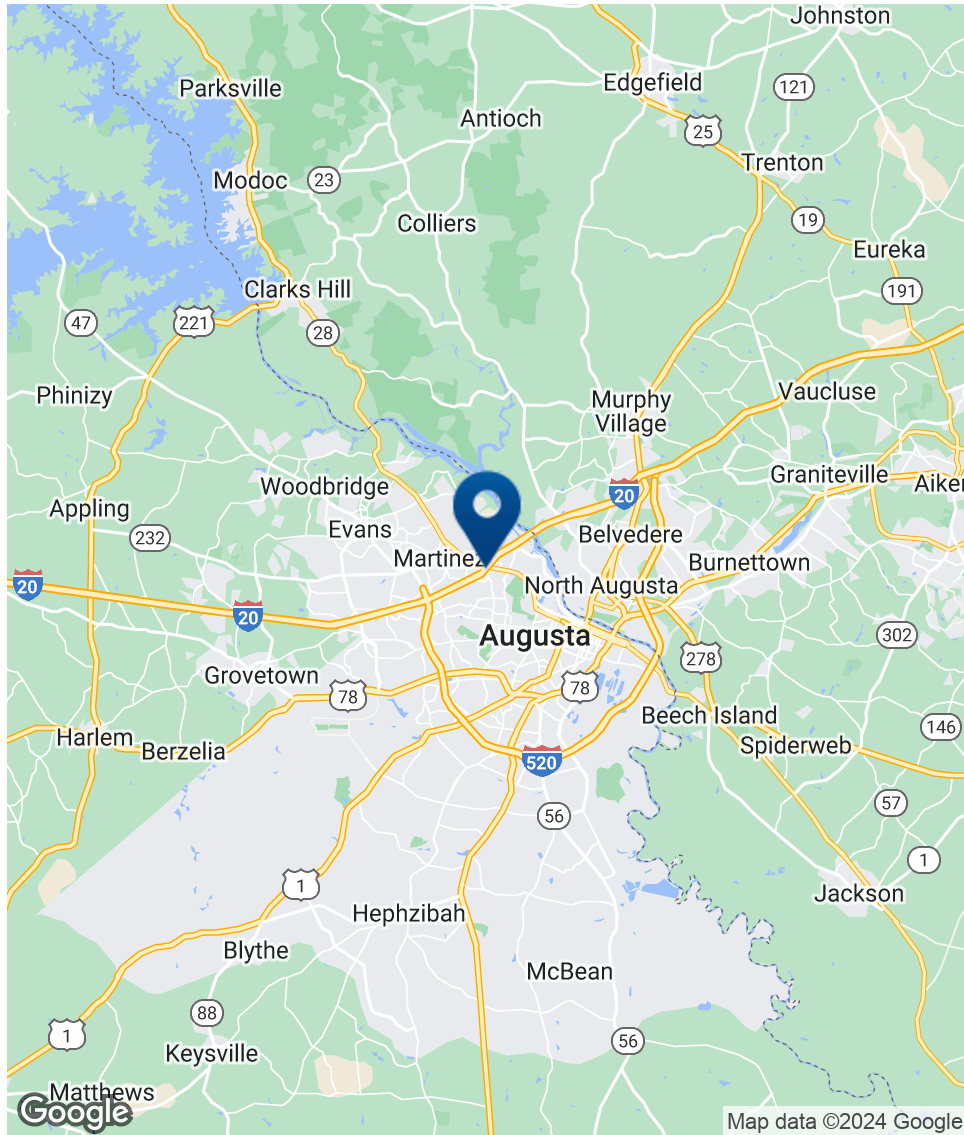 Johnston
Edgefield
Parksville
121
Antioch
25
Trenton
Modoc
23
19
Colliers
Eureka
Clarks Hill
191
47
221
28
Phinizy
Murphy
Village
Vaucluse
Woodbridge
Graniteville
Aiken
20
Appling
Evans
232
Belvedere
Martinez
Burnettown
20
North Augusta
20
Augusta
302
278
Grovetown
78
78
Beech Island
146
Harlem
Berzelia
Spiderweb
520
57
56
1
1
Jackson
Hephzibah
Blythe
McBean
88
1
56
Keysville
Matthews
Google
Map data ©2024 Google